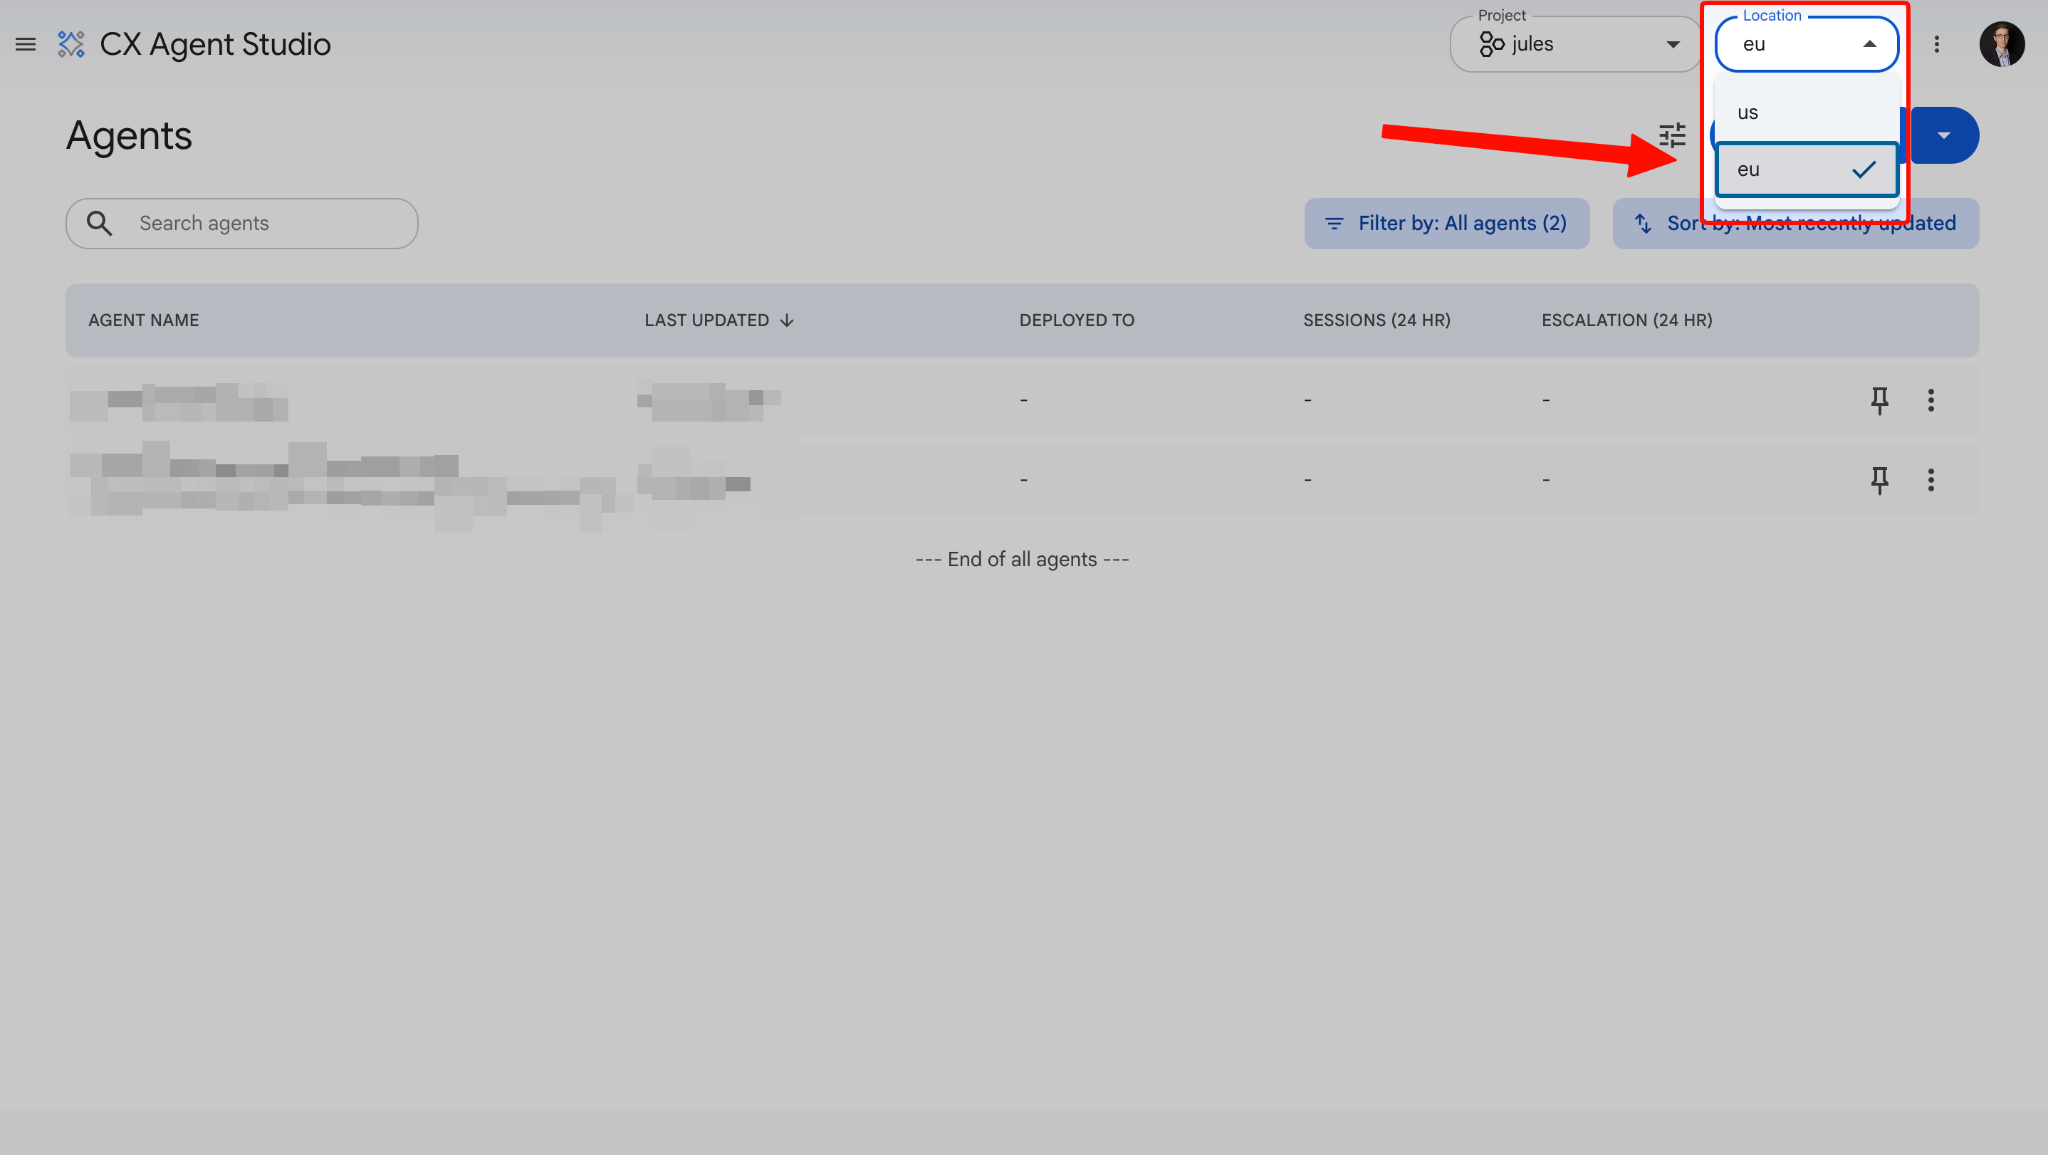 CX Agent Studio
Project
jules
Location
eu
us
eu
Agents
Search agents
Filter by: All agents (2)
Sort by: Most recently updated
AGENT NAME
LAST UPDATED
DEPLOYED TO
SESSIONS (24 HR)
ESCALATION (24 HR)
- - -
- - -
--- End of all agents ---